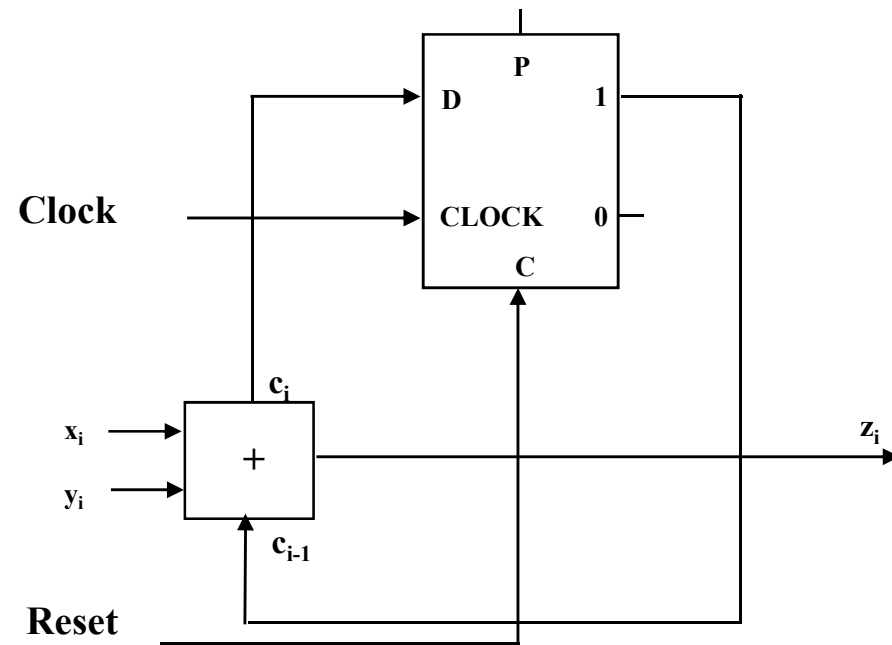 P
D 1
Clock
CLOCK 0
C
cᵢ
xᵢ
zᵢ
+
yᵢ
cᵢ₋₁
Reset